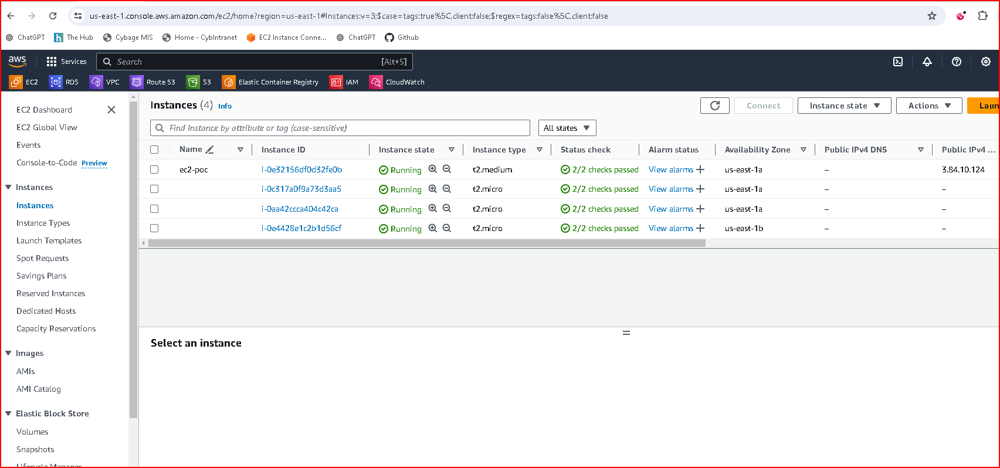 us-east-1.console.aws.amazon.com/ec2/home?region=us-east-1#Instances:v=3;$case=tags:true%5C,client:false;$regex=tags:false%5C,client:false
ChatGPT The Hub Cybage MIS Home - CybIntranet EC2 Instance Conne... ChatGPT Github
aws Services Search [Alt+S]
EC2 RDS VPC Route 53 S3 Elastic Container Registry IAM CloudWatch
EC2 Dashboard
EC2 Global View
Events
Console-to-Code Preview
Instances
Instances
Instance Types
Launch Templates
Spot Requests
Savings Plans
Reserved Instances
Dedicated Hosts
Capacity Reservations
Images
AMIs
AMI Catalog
Elastic Block Store
Volumes
Snapshots
Lifecycle Manager
Instances (4) Info Connect Instance state Actions Laun
Find Instance by attribute or tag (case-sensitive) All states
Name Instance ID Instance state Instance type Status check Alarm status Availability Zone Public IPv4 DNS Public IPv4 ...
ec2-poc i-0e32156df0d32fe0b Running t2.medium 2/2 checks passed View alarms + us-east-1a – 3.84.10.124
i-0c317a0f9a73d3aa5 Running t2.micro 2/2 checks passed View alarms + us-east-1a – –
i-0aa42ccca404c42ca Running t2.micro 2/2 checks passed View alarms + us-east-1a – –
i-0e4428e1c2b1d56cf Running t2.micro 2/2 checks passed View alarms + us-east-1b – –
Select an instance